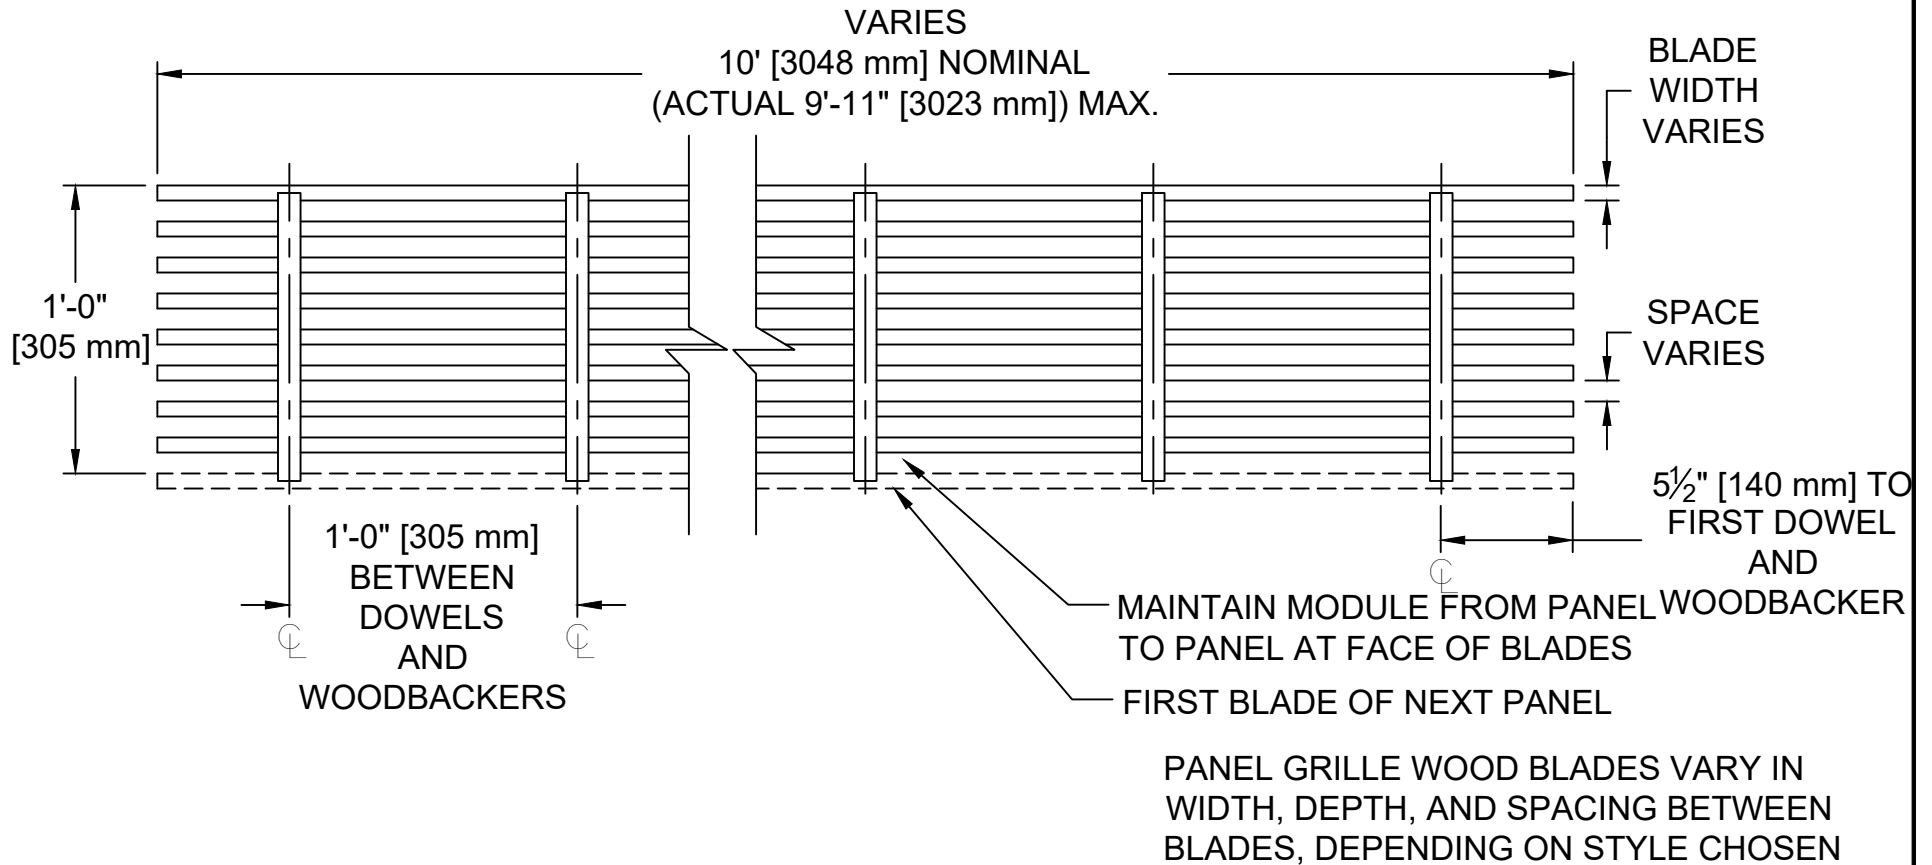 VARIES
10' [3048 mm] NOMINAL
(ACTUAL 9'-11" [3023 mm]) MAX.
BLADE
WIDTH
VARIES
1'-0"
[305 mm]
SPACE
VARIES
5½" [140 mm] TO
FIRST DOWEL
AND
WOODBACKER
1'-0" [305 mm]
BETWEEN
DOWELS
AND
WOODBACKERS
℄
℄
℄
MAINTAIN MODULE FROM PANEL
TO PANEL AT FACE OF BLADES
FIRST BLADE OF NEXT PANEL
PANEL GRILLE WOOD BLADES VARY IN
WIDTH, DEPTH, AND SPACING BETWEEN
BLADES, DEPENDING ON STYLE CHOSEN